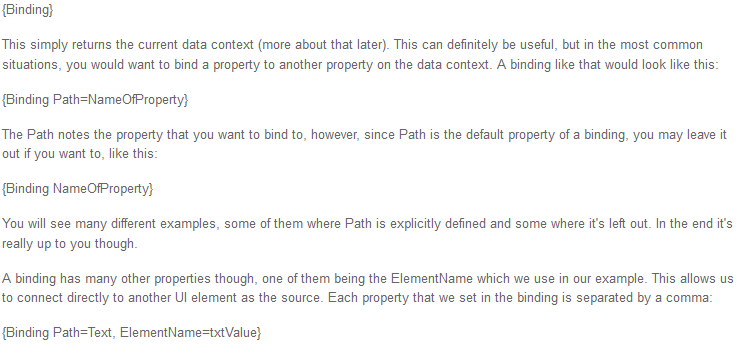 {Binding}
This simply returns the current data context (more about that later). This can definitely be useful, but in the most common
situations, you would want to bind a property to another property on the data context. A binding like that would look like this:
{Binding Path=NameOfProperty}
The Path notes the property that you want to bind to, however, since Path is the default property of a binding, you may leave it
out if you want to, like this:
{Binding NameOfProperty}
You will see many different examples, some of them where Path is explicitly defined and some where it's left out. In the end it's
really up to you though.
A binding has many other properties though, one of them being the ElementName which we use in our example. This allows us
to connect directly to another UI element as the source. Each property that we set in the binding is separated by a comma:
{Binding Path=Text, ElementName=txtValue}